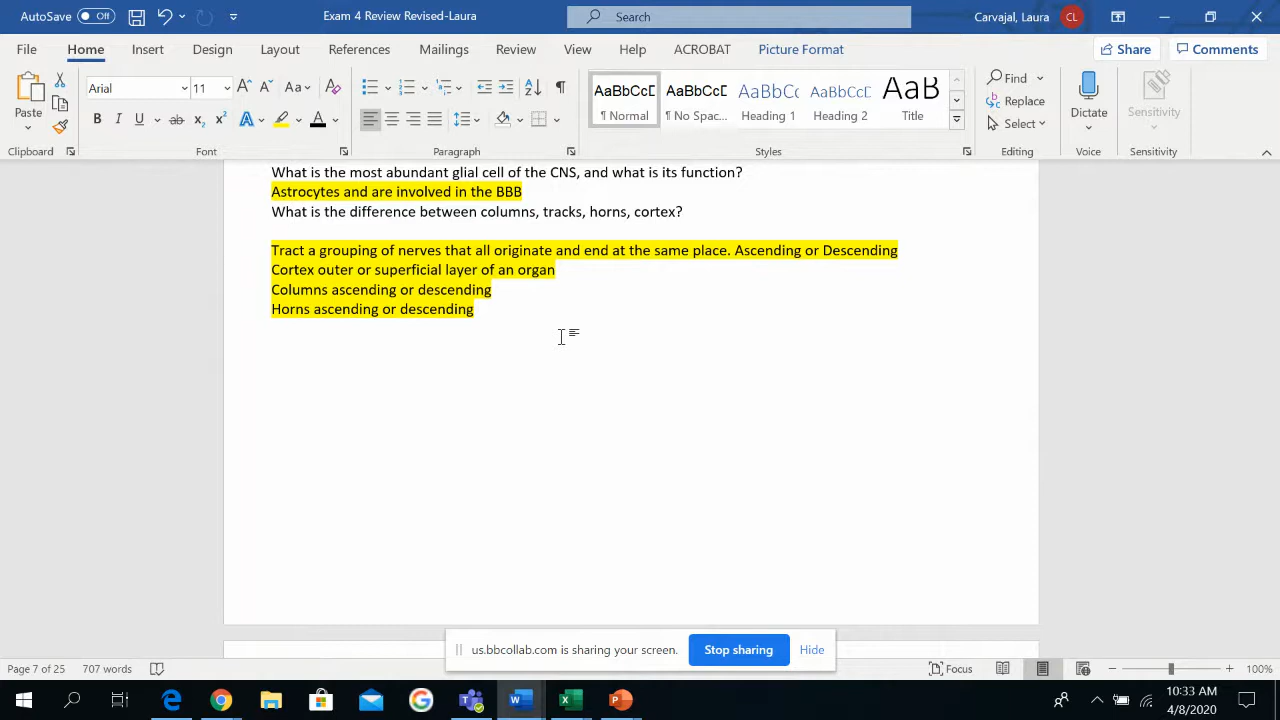 AutoSave Off Exam 4 Review Revised-Laura Search Carvajal, Laura CL
File Home Insert Design Layout References Mailings Review View Help ACROBAT Picture Format Share Comments
Paste Arial 11 Aa AaBbCcD AaBbCcD AaBbCc AaBbCcD AaB Find Replace Select Dictate Sensitivity
¶ Normal ¶ No Spac... Heading 1 Heading 2 Title
Clipboard Font Paragraph Styles Editing Voice Sensitivity
What is the most abundant glial cell of the CNS, and what is its function?
Astrocytes and are involved in the BBB
What is the difference between columns, tracks, horns, cortex?
Tract a grouping of nerves that all originate and end at the same place. Ascending or Descending
Cortex outer or superficial layer of an organ
Columns ascending or descending
Horns ascending or descending
us.bbcollab.com is sharing your screen. Stop sharing Hide
Page 7 of 25 707 words Focus 100%
10:33 AM
4/8/2020